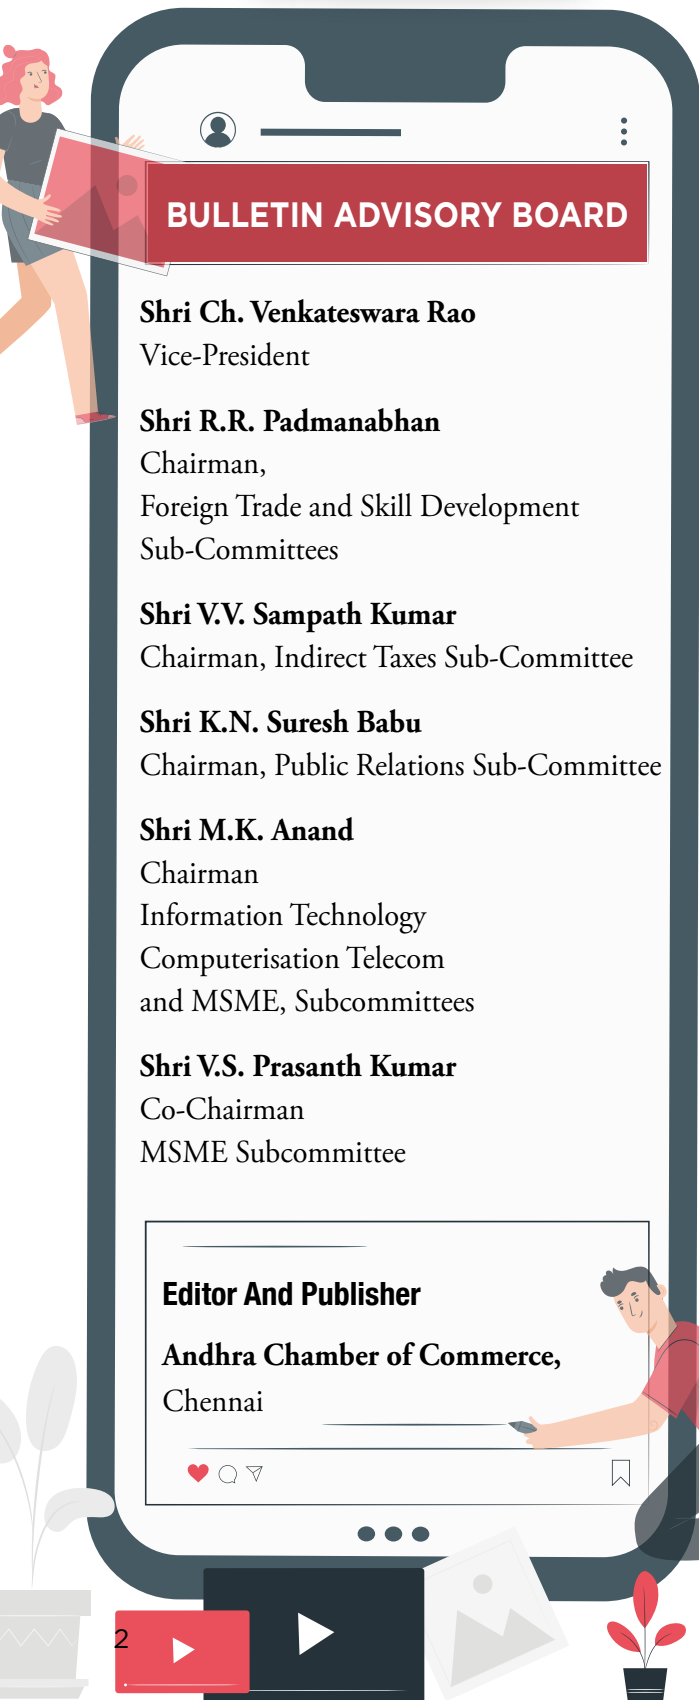 BULLETIN ADVISORY BOARD
Shri Ch. Venkateswara Rao
Vice-President
Shri R.R. Padmanabhan
Chairman,
Foreign Trade and Skill Development
Sub-Committees
Shri V.V. Sampath Kumar
Chairman, Indirect Taxes Sub-Committee
Shri K.N. Suresh Babu
Chairman, Public Relations Sub-Committee
Shri M.K. Anand
Chairman
Information Technology
Computerisation Telecom
and MSME, Subcommittees
Shri V.S. Prasanth Kumar
Co-Chairman
MSME Subcommittee
Editor And Publisher
Andhra Chamber of Commerce,
Chennai
2